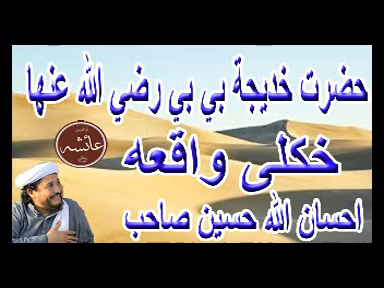 حضرت خديجة بي بي رضي الله عنها
خكلى واقعه
احسان الله حسين صاحب
عائشه